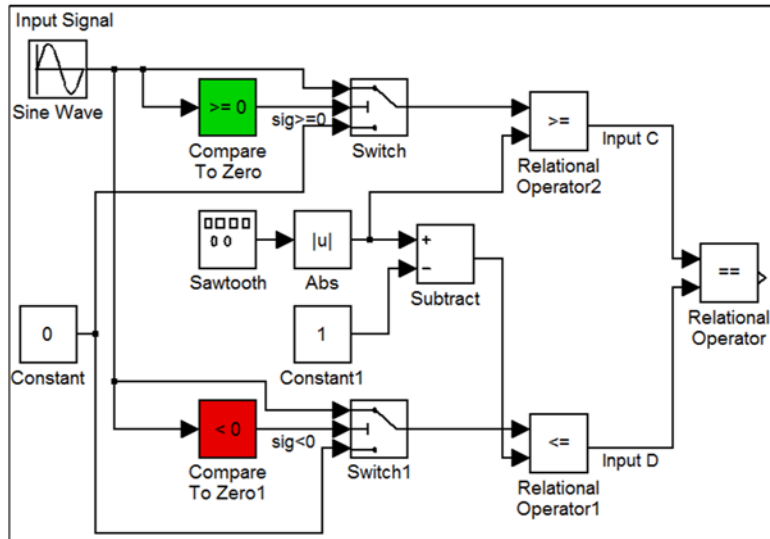 Input Signal
Sine Wave
>= 0
Compare
To Zero
sig>=0
Switch
>=
Relational
Operator2
Input C
Sawtooth
|u|
Abs
+
−
Subtract
==
Relational
Operator
0
Constant
1
Constant1
< 0
Compare
To Zero1
sig<0
Switch1
<=
Relational
Operator1
Input D